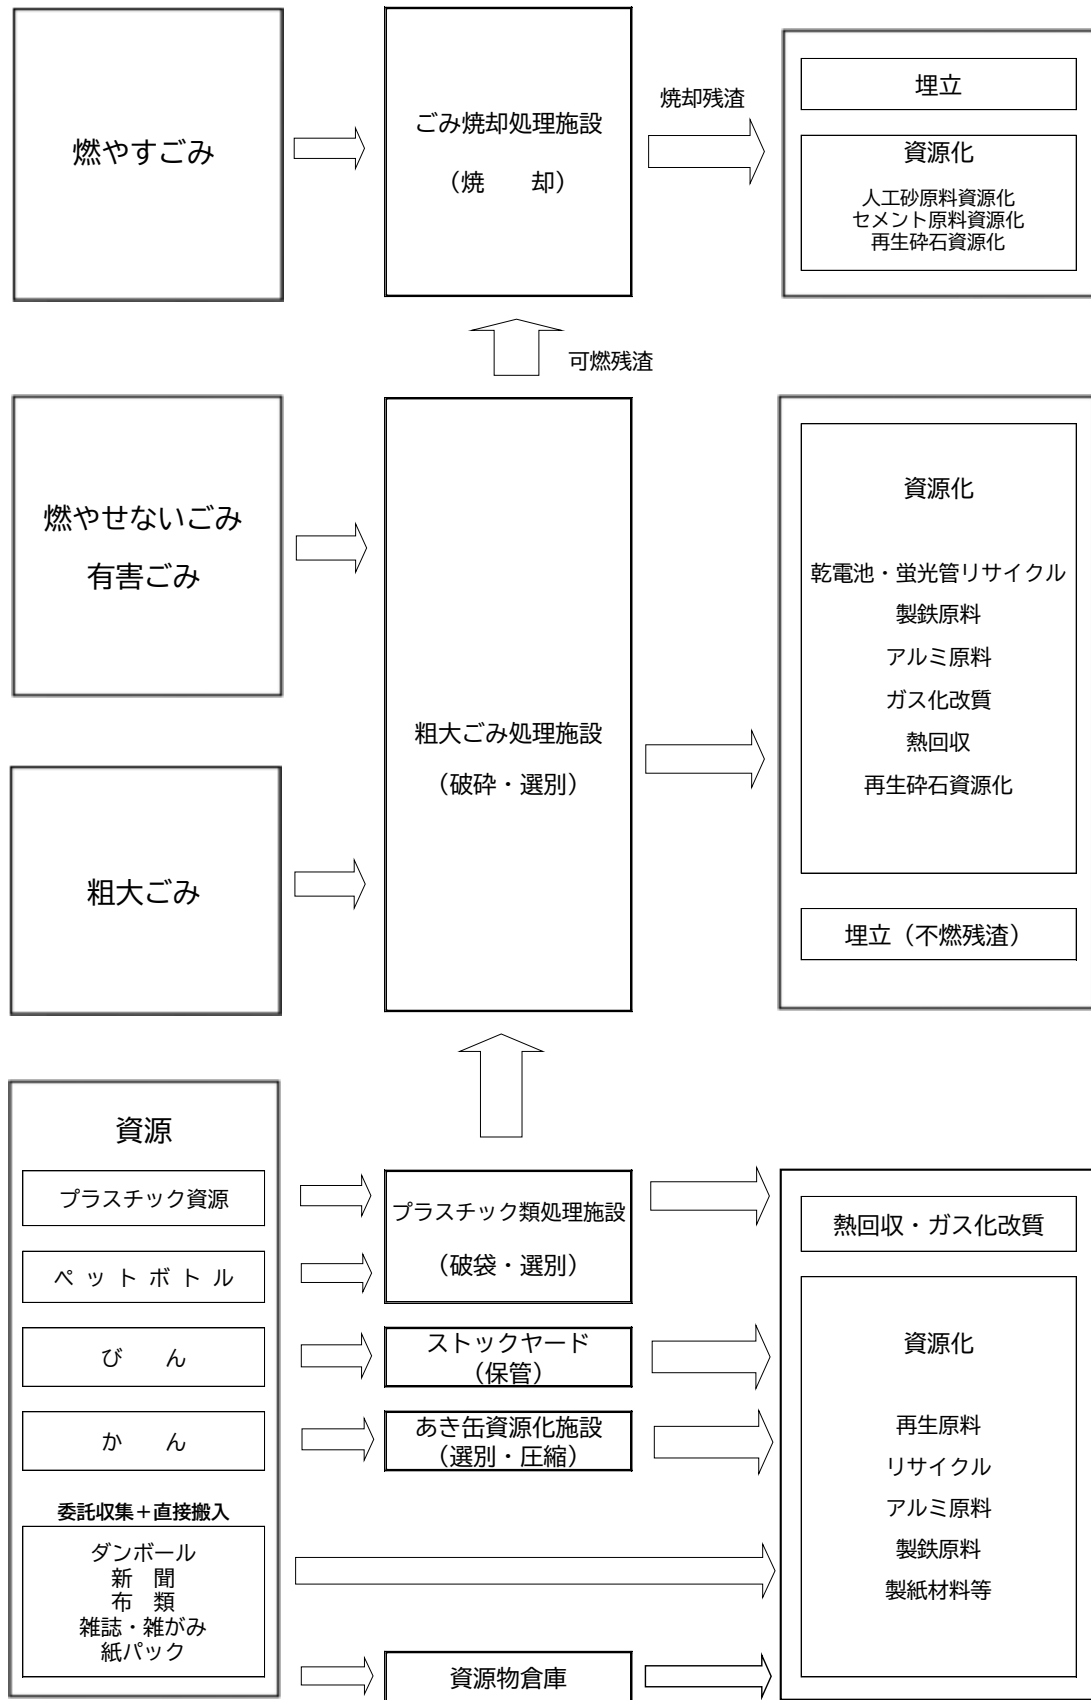 燃やすごみ
ごみ焼却処理施設
（焼　　却）
焼却残渣
埋立
資源化
人工砂原料資源化
セメント原料資源化
再生砕石資源化
可燃残渣
燃やせないごみ
有害ごみ
粗大ごみ
粗大ごみ処理施設
（破砕・選別）
資源化
乾電池・蛍光管リサイクル
製鉄原料
アルミ原料
ガス化改質
熱回収
再生砕石資源化
埋立（不燃残渣）
資源
プラスチック資源
ペ ッ ト ボ ト ル
び　　ん
か　　ん
委託収集＋直接搬入
ダンボール
新　聞
布　類
雑誌・雑がみ
紙パック
プラスチック類処理施設
（破袋・選別）
ストックヤード
（保管）
あき缶資源化施設
（選別・圧縮）
資源物倉庫
熱回収・ガス化改質
資源化
再生原料
リサイクル
アルミ原料
製鉄原料
製紙材料等